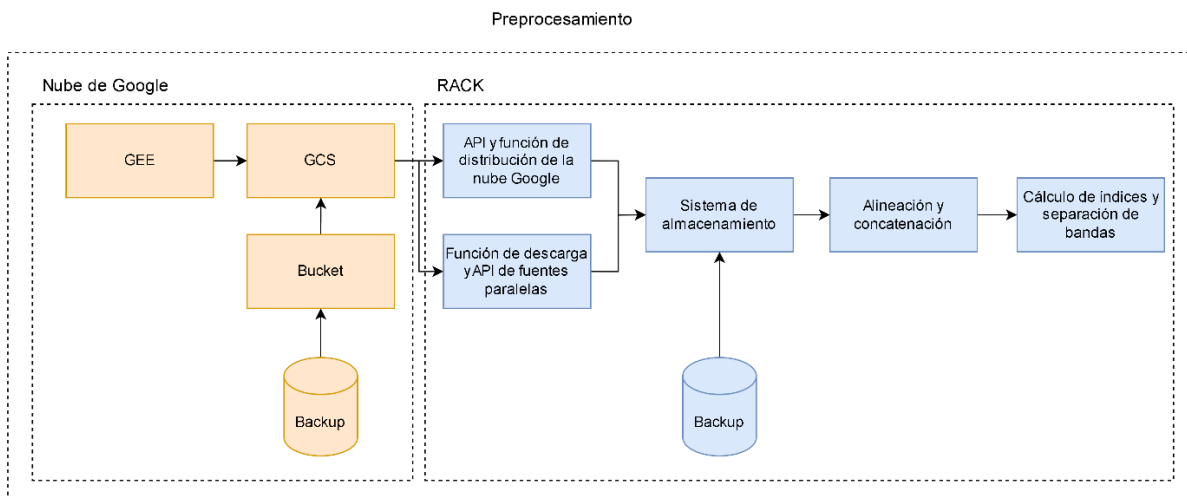 Preprocesamiento
Nube de Google
RACK
GEE
GCS
API y función de
distribución de la
nube Google
Bucket
Función de descarga
y API de fuentes
paralelas
Sistema de
almacenamiento
Alineación y
concatenación
Cálculo de índices y
separación de
bandas
Backup
Backup